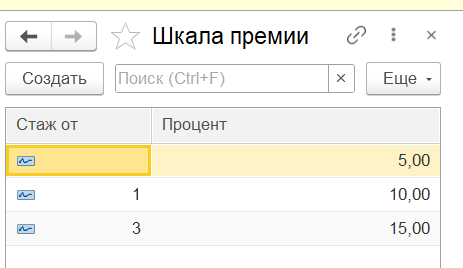 Шкала премии
Создать Поиск (Ctrl+F) × Еще
Стаж от Процент
5,00
1 10,00
3 15,00